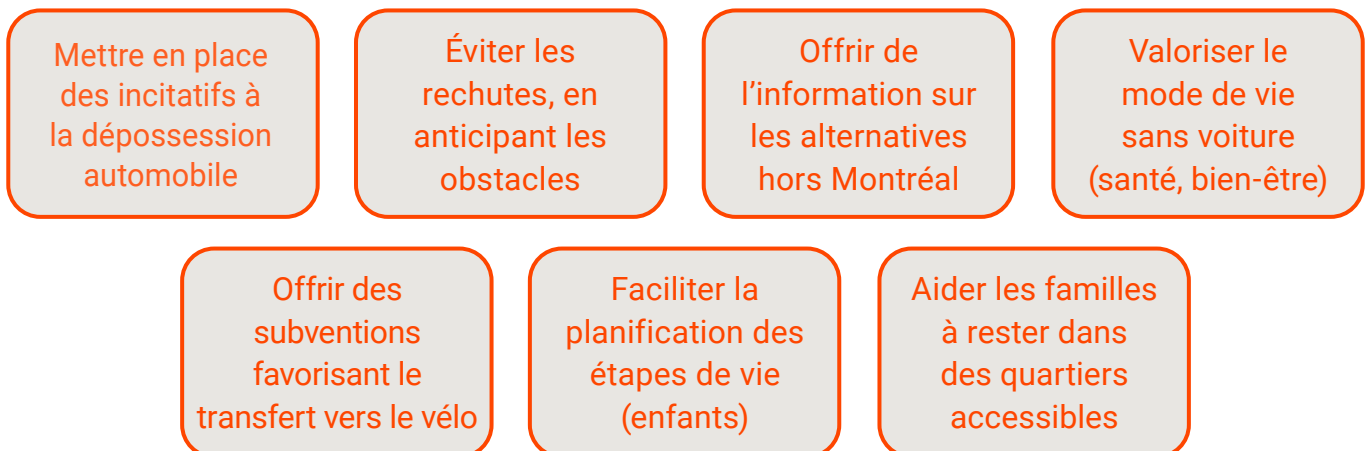 Mettre en place
des incitatifs à
la dépossession
automobile
Éviter les
rechutes, en
anticipant les
obstacles
Offrir de
l’information sur
les alternatives
hors Montréal
Valoriser le
mode de vie
sans voiture
(santé, bien-être)
Offrir des
subventions
favorisant le
transfert vers le vélo
Faciliter la
planification des
étapes de vie
(enfants)
Aider les familles
à rester dans
des quartiers
accessibles